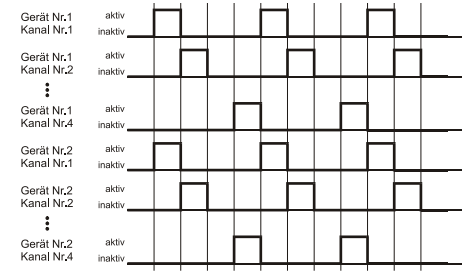 Gerät Nr.1 aktiv
Kanal Nr.1 inaktiv
Gerät Nr.1 aktiv
Kanal Nr.2 inaktiv
Gerät Nr.1 aktiv
Kanal Nr.4 inaktiv
Gerät Nr.2 aktiv
Kanal Nr.1 inaktiv
Gerät Nr.2 aktiv
Kanal Nr.2 inaktiv
Gerät Nr.2 aktiv
Kanal Nr.4 inaktiv